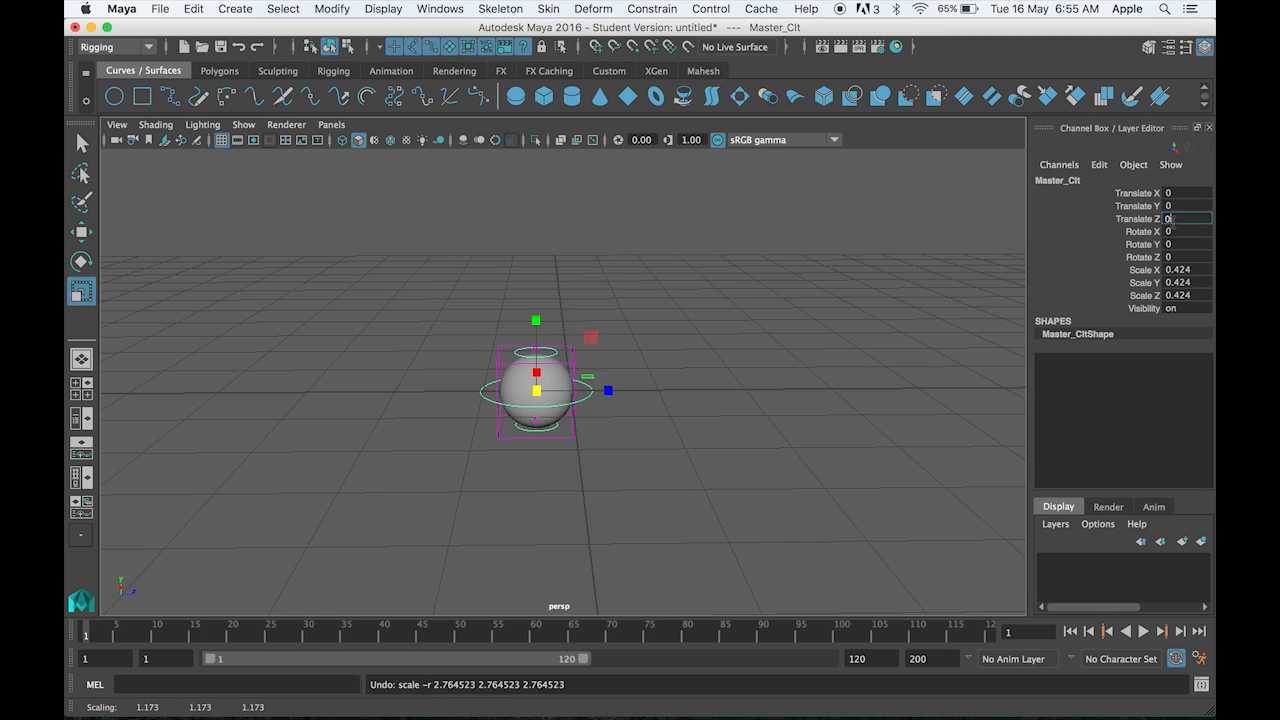 Maya File Edit Create Select Modify Display Windows Skeleton Skin Deform Constrain Control Cache Help 3 66% Tue 16 May 6:55 AM Apple
Autodesk Maya 2016 - Student Version: untitled* --- Master_Clt
Rigging No Live Surface
Curves / Surfaces Polygons Sculpting Rigging Animation Rendering FX FX Caching Custom XGen Mahesh
View Shading Lighting Show Renderer Panels
0.00 1.00 sRGB gamma
Channel Box / Layer Editor
Channels Edit Object Show
Master_Clt
Translate X 0
Translate Y 0
Translate Z 0
Rotate X 0
Rotate Y 0
Rotate Z 0
Scale X 0.424
Scale Y 0.424
Scale Z 0.424
Visibility on
SHAPES
Master_CltShape
Display Render Anim
Layers Options Help
y
z
persp
1 5 10 15 20 25 30 35 40 45 50 55 60 65 70 75 80 85 90 95 100 105 110 115 12 1
1 1 1 120 120 200 No Anim Layer No Character Set
MEL Undo: scale -r 2.764523 2.764523 2.764523
Scaling: 1.173 1.173 1.173